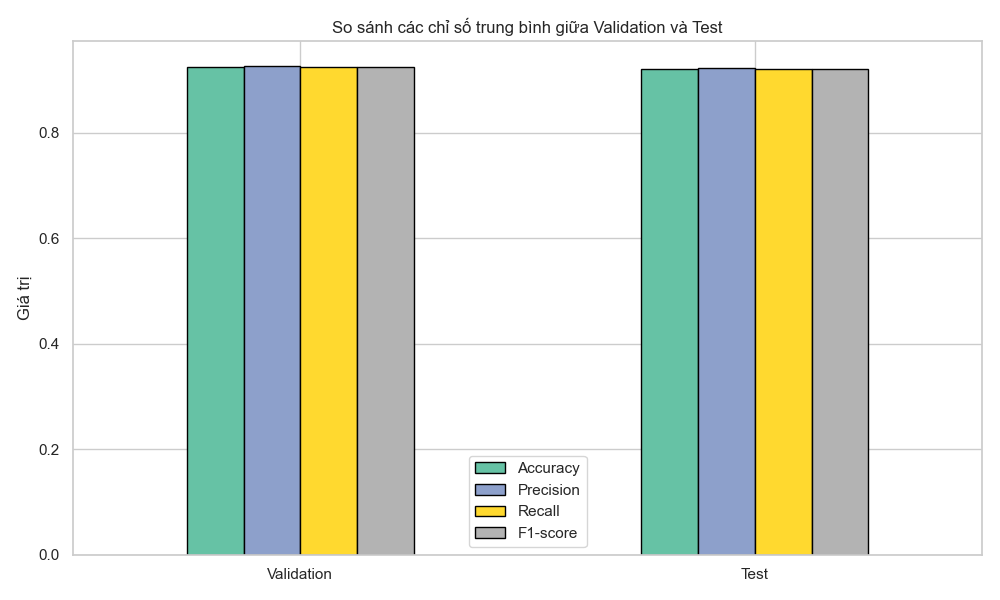 So sánh các chỉ số trung bình giữa Validation và Test
Giá trị
0.8
0.6
0.4
0.2
0.0
Accuracy
Precision
Recall
F1-score
Validation
Test